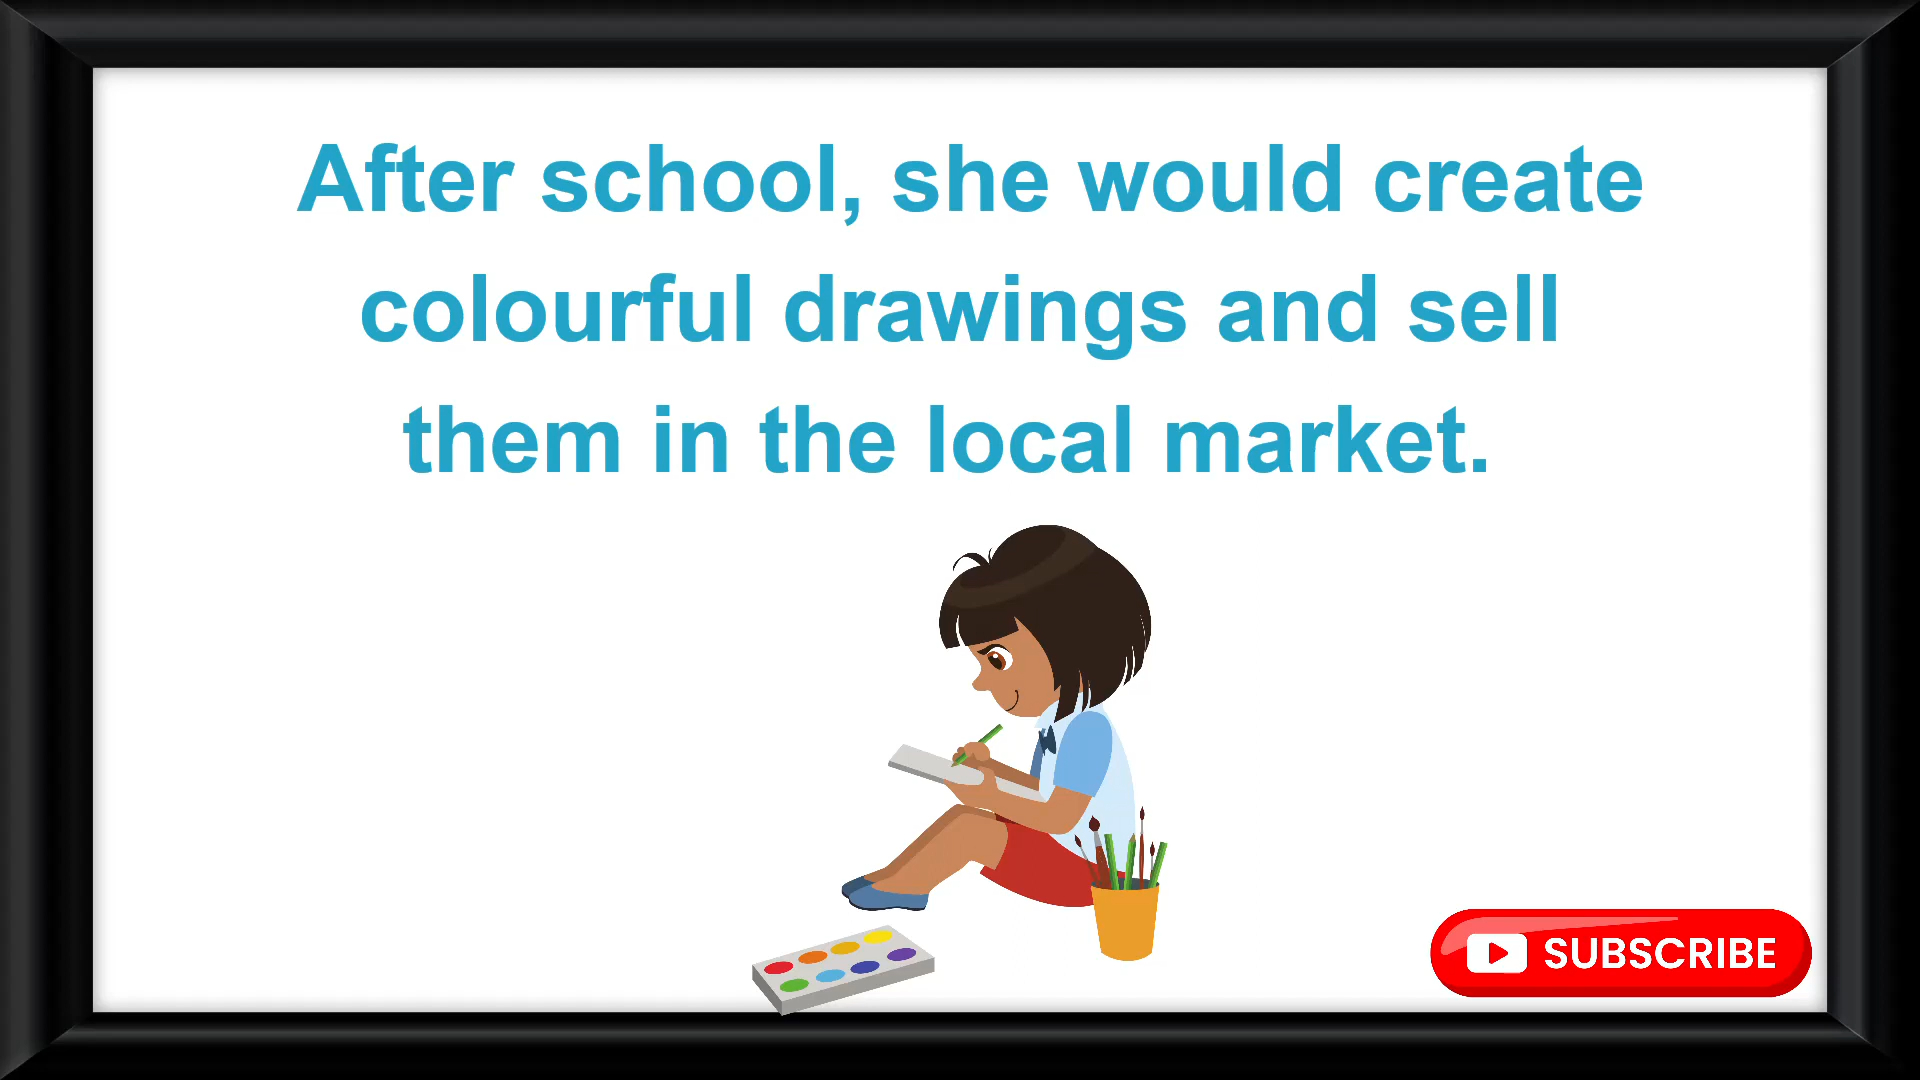 After school, she would create
colourful drawings and sell
them in the local market.
SUBSCRIBE